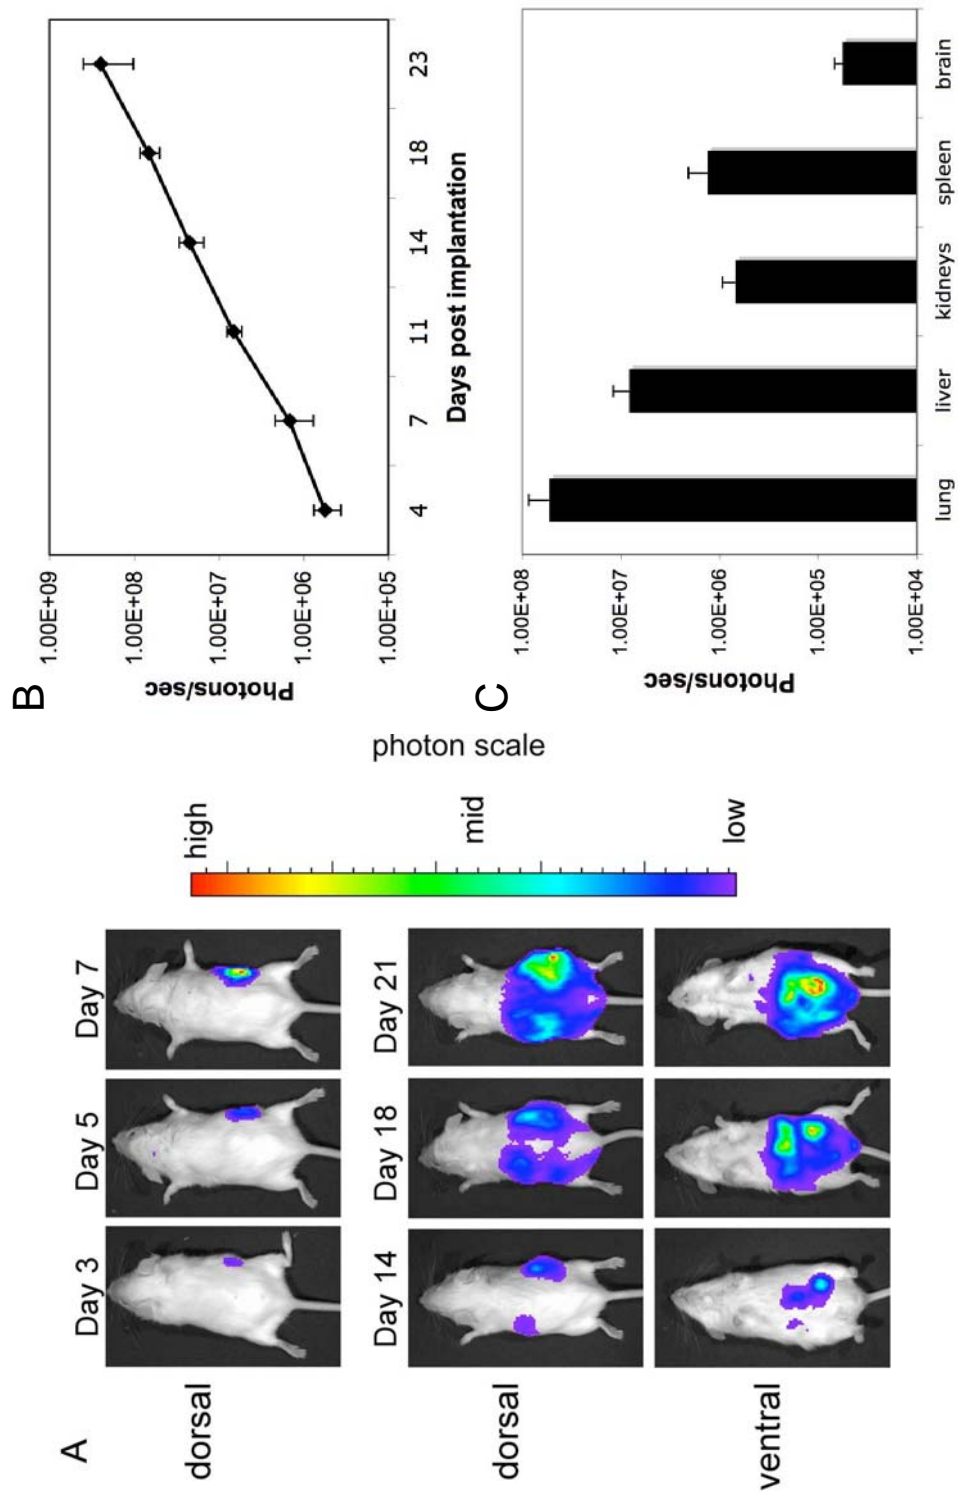 A
Day 3 Day 5 Day 7
dorsal
high
mid
low
photon scale
Day 14 Day 18 Day 21
dorsal
ventral
B
1.00E+09
1.00E+08
1.00E+07
1.00E+06
1.00E+05
Photons/sec
4 7 11 14 18 23
Days post implantation
C
1.00E+08
1.00E+07
1.00E+06
1.00E+05
1.00E+04
Photons/sec
lung liver kidneys spleen brain